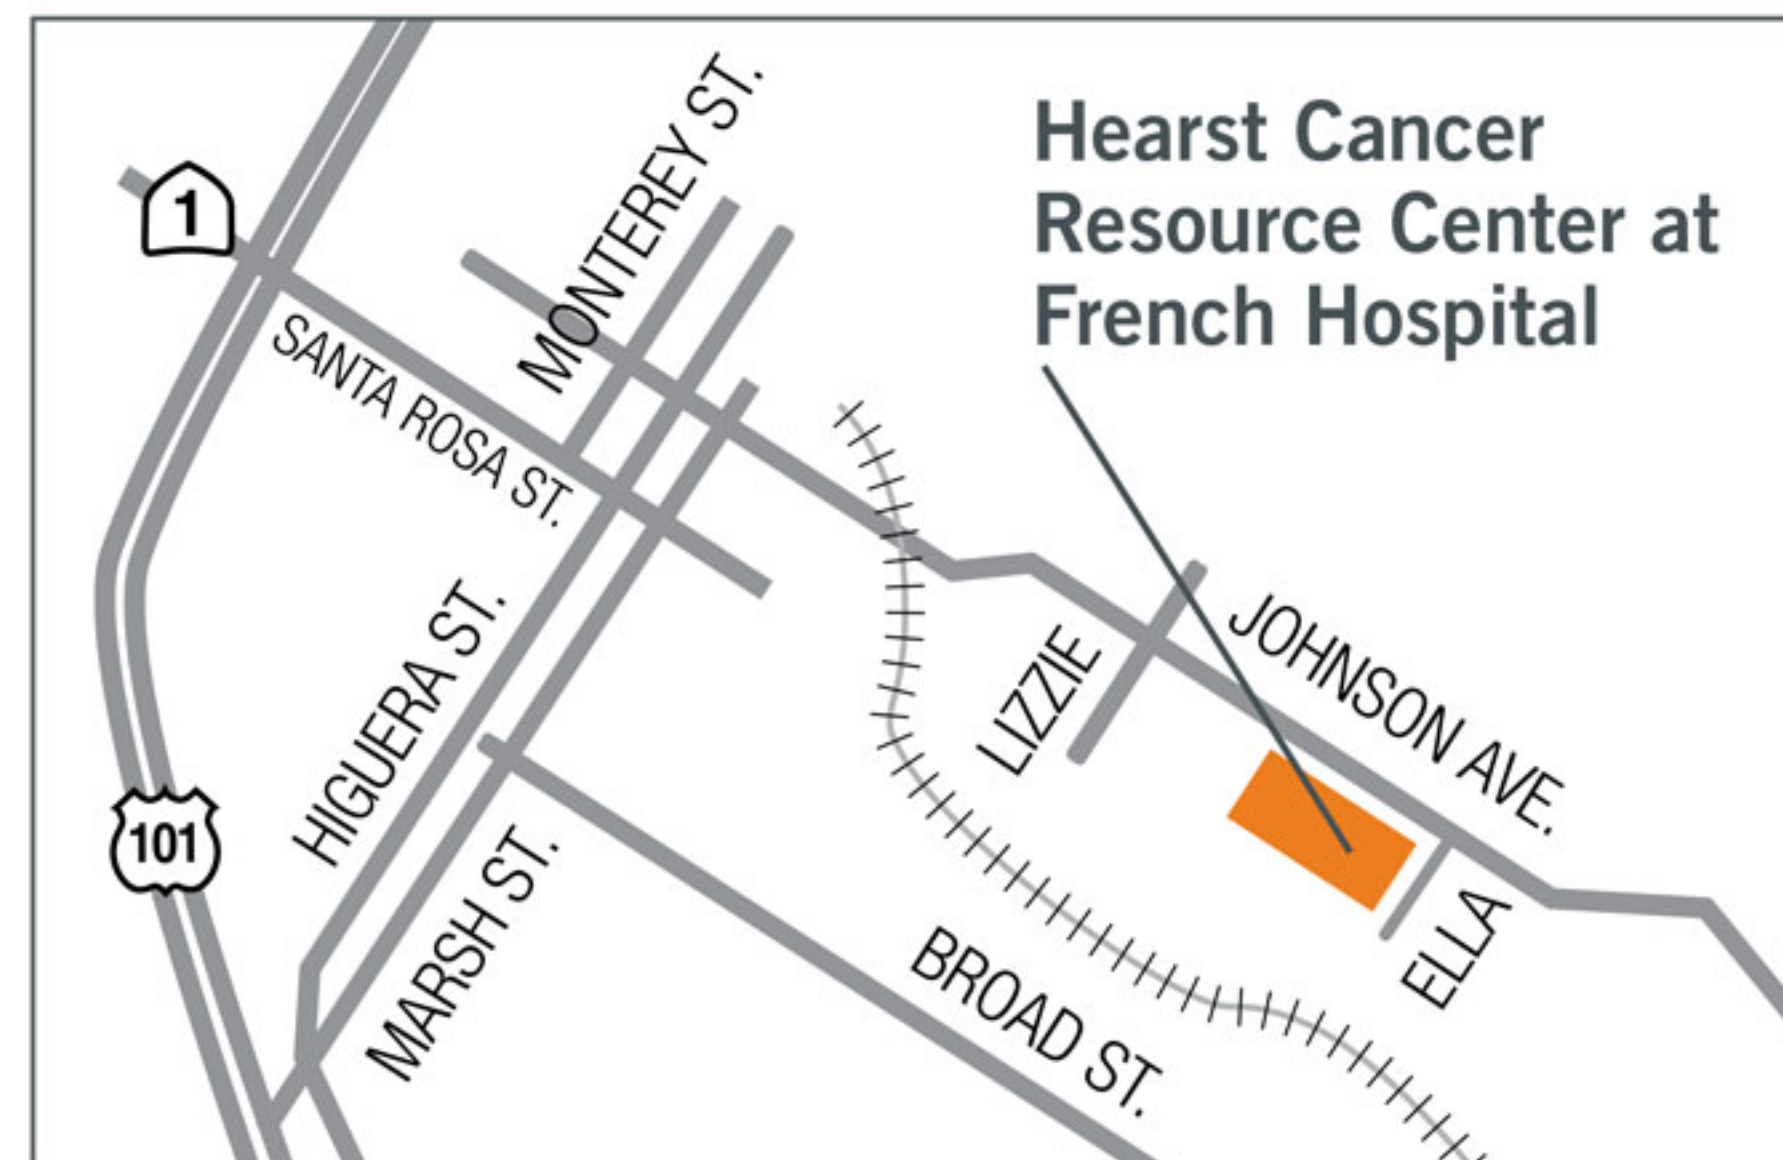 Hearst Cancer
Resource Center at
French Hospital
1
MONTEREY ST.
SANTA ROSA ST.
HIGUERA ST.
LIZZIE
JOHNSON AVE.
101
MARSH ST.
ELLA
BROAD ST.